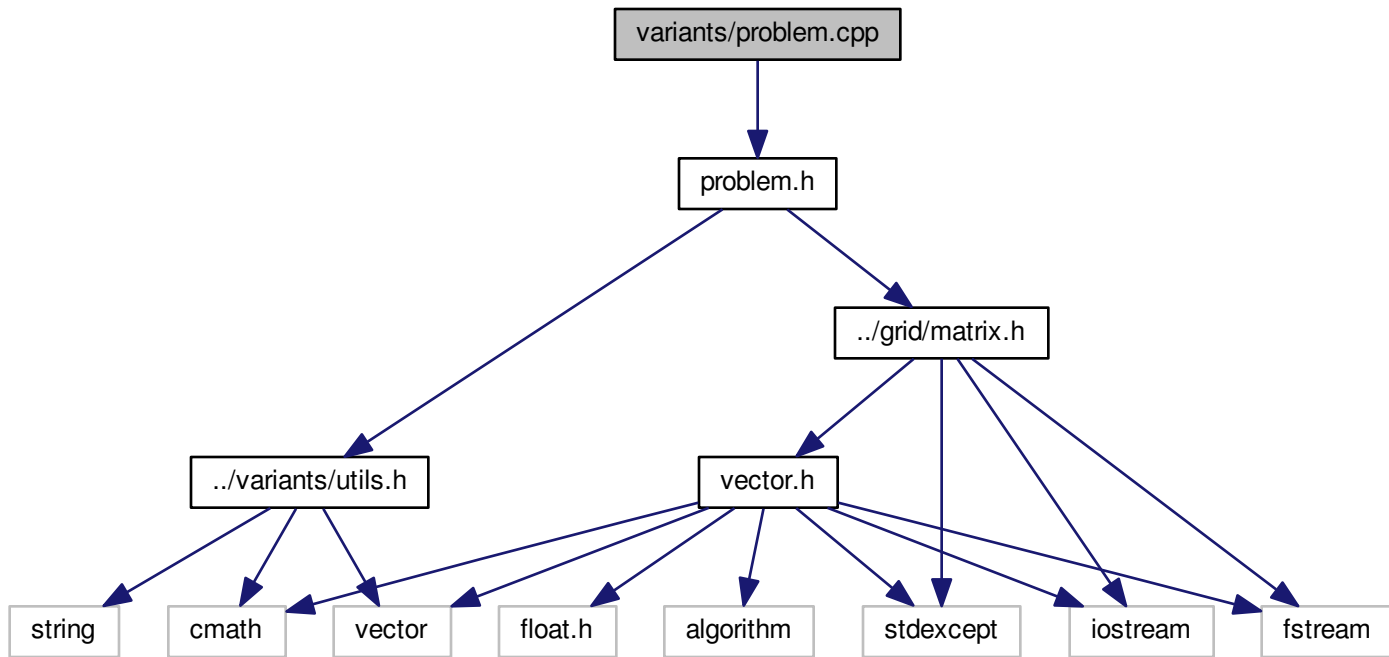 variants/problem.cpp
problem.h
../grid/matrix.h
../variants/utils.h
vector.h
string
cmath
vector
float.h
algorithm
stdexcept
iostream
fstream